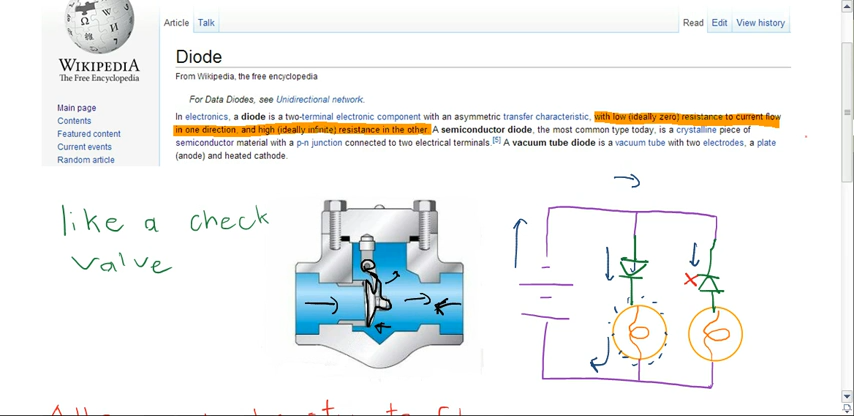 Article Talk Read Edit View history
WIKIPEDIA
The Free Encyclopedia
Main page
Contents
Featured content
Current events
Random article
Diode
From Wikipedia, the free encyclopedia
For Data Diodes, see Unidirectional network.
In electronics, a diode is a two-terminal electronic component with an asymmetric transfer characteristic, with low (ideally zero) resistance to current flow
in one direction, and high (ideally infinite) resistance in the other. A semiconductor diode, the most common type today, is a crystalline piece of
semiconductor material with a p-n junction connected to two electrical terminals.[5] A vacuum tube diode is a vacuum tube with two electrodes, a plate
(anode) and heated cathode.
like a check
valve